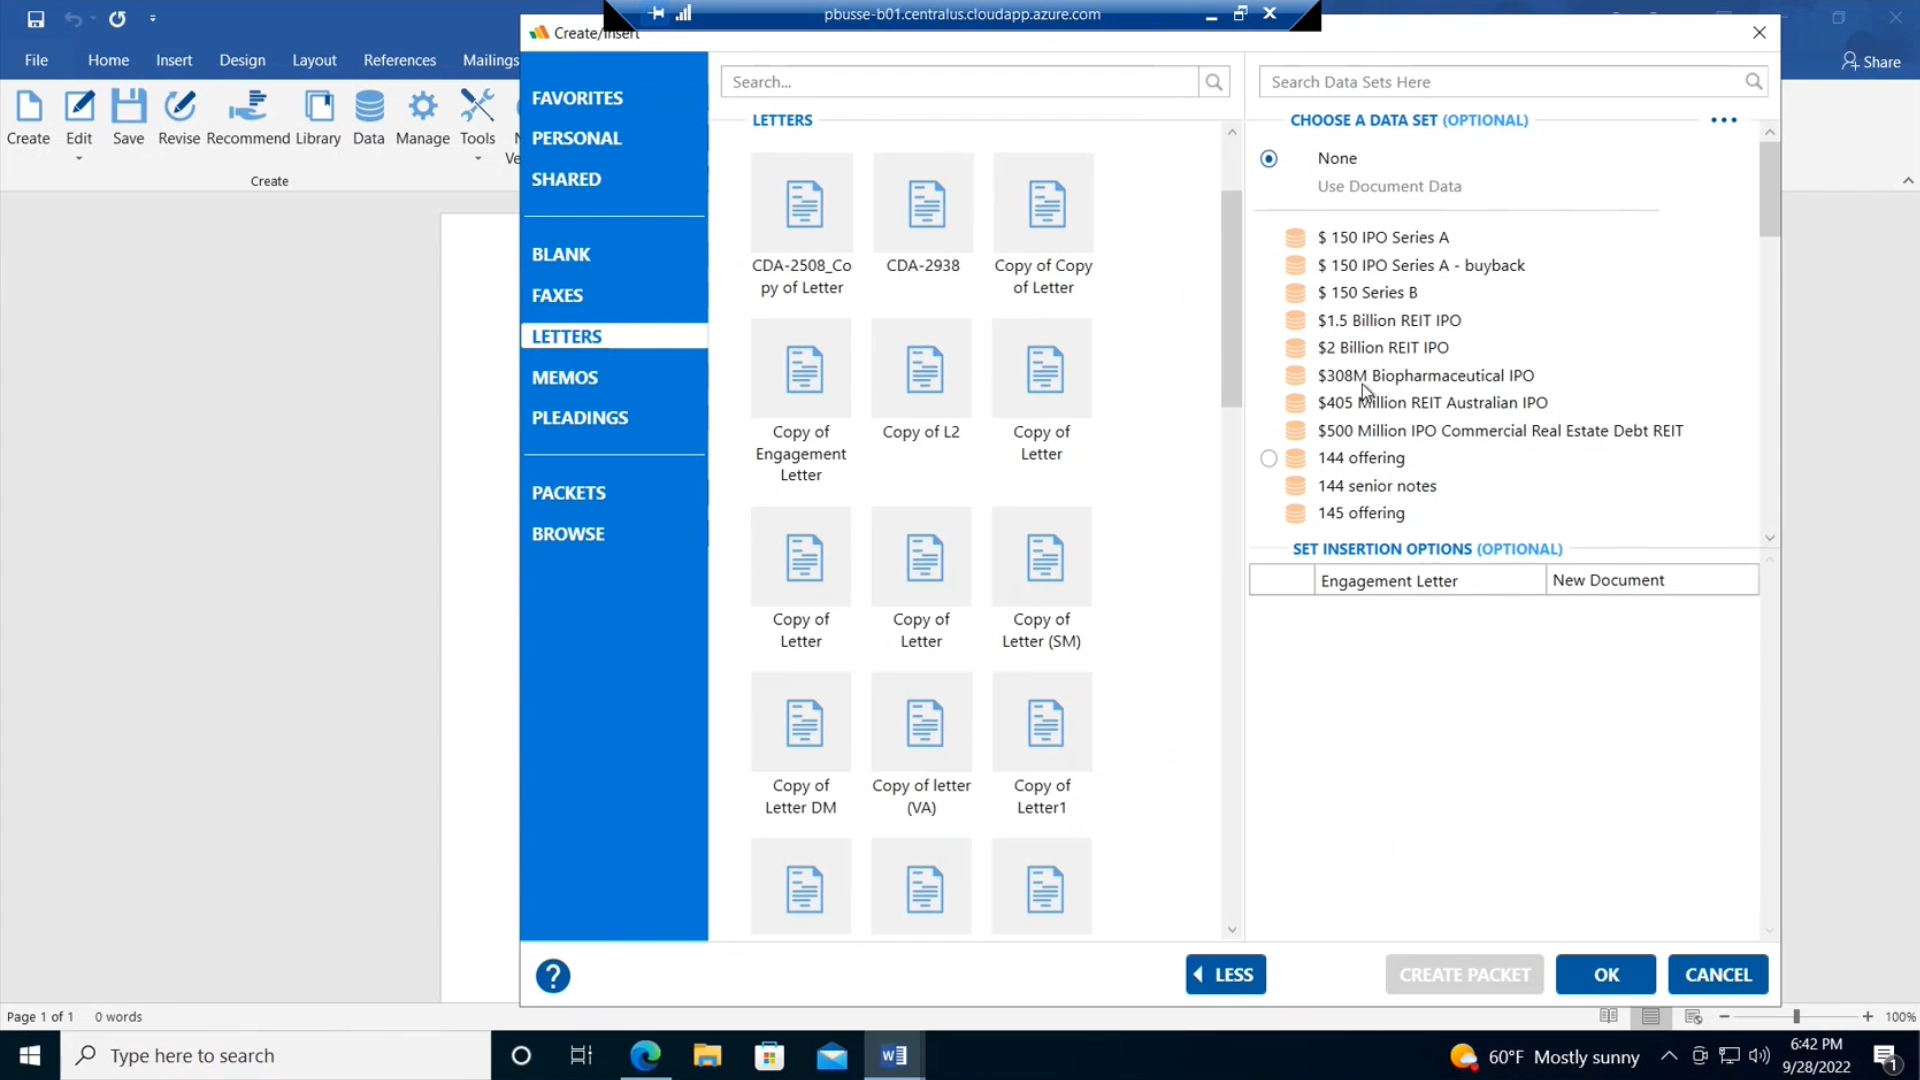 pbusse-b01.centralus.cloudapp.azure.com
Create/Insert
File Home Insert Design Layout References Mailings
Share
Create Edit Save Revise Recommend Library Data Manage Tools
Create
FAVORITES
PERSONAL
SHARED
BLANK
FAXES
LETTERS
MEMOS
PLEADINGS
PACKETS
BROWSE
Search...
LETTERS
CDA-2508_Co
py of Letter
CDA-2938
Copy of Copy
of Letter
Copy of
Engagement
Letter
Copy of L2
Copy of
Letter
Copy of
Letter
Copy of
Letter
Copy of
Letter (SM)
Copy of
Letter DM
Copy of letter
(VA)
Copy of
Letter1
Search Data Sets Here
CHOOSE A DATA SET (OPTIONAL)
None
Use Document Data
$ 150 IPO Series A
$ 150 IPO Series A - buyback
$ 150 Series B
$1.5 Billion REIT IPO
$2 Billion REIT IPO
$308M Biopharmaceutical IPO
$405 Million REIT Australian IPO
$500 Million IPO Commercial Real Estate Debt REIT
144 offering
144 senior notes
145 offering
SET INSERTION OPTIONS (OPTIONAL)
Engagement Letter New Document
?
LESS
CREATE PACKET
OK
CANCEL
Page 1 of 1 0 words
100%
Type here to search
60°F Mostly sunny
6:42 PM
9/28/2022
1